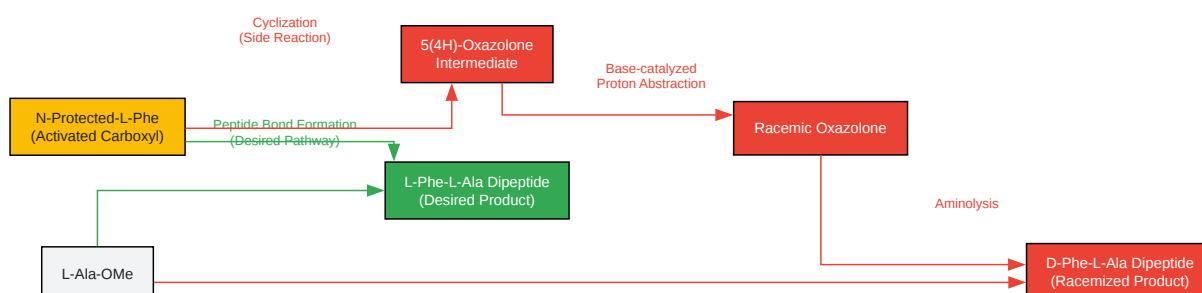 Cyclization
(Side Reaction)
5(4H)-Oxazolone
Intermediate
Base-catalyzed
Proton Abstraction
N-Protected-L-Phe
(Activated Carboxyl)
Peptide Bond Formation
(Desired Pathway)
Racemic Oxazolone
L-Phe-L-Ala Dipeptide
(Desired Product)
Aminolysis
L-Ala-OMe
D-Phe-L-Ala Dipeptide
(Racemized Product)